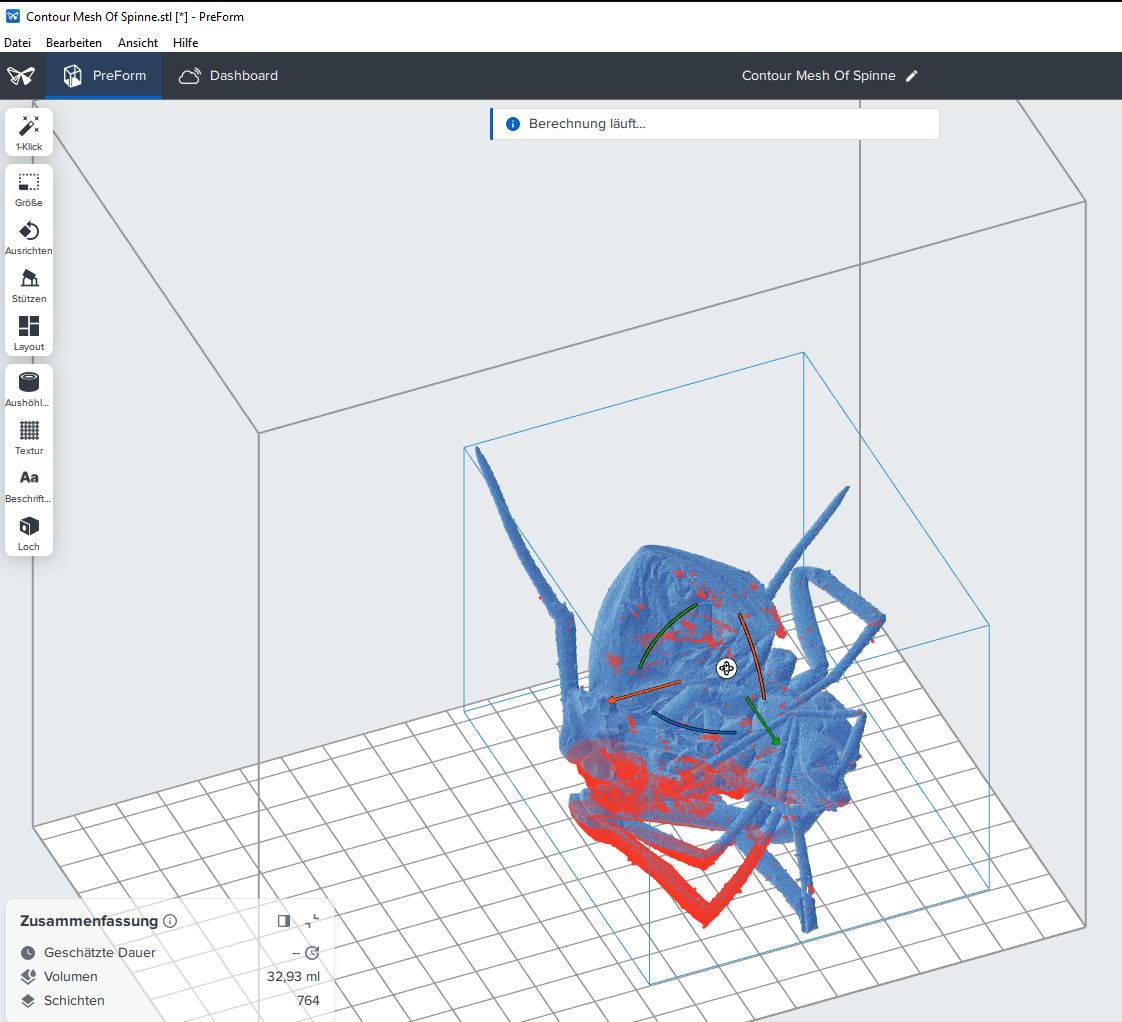 Contour Mesh Of Spinne.stl [*] - PreForm
Datei Bearbeiten Ansicht Hilfe
PreForm Dashboard Contour Mesh Of Spinne
Berechnung läuft...
1-Klick
Größe
Ausrichten
Stützen
Layout
Aushöhl...
Textur
Aa
Beschrift...
Loch
Zusammenfassung
Geschätzte Dauer --
Volumen 32,93 ml
Schichten 764